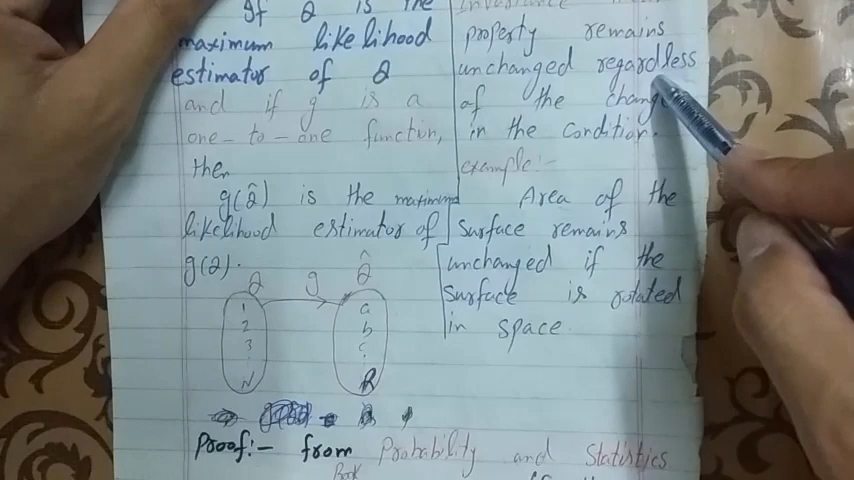 If θ̂ is the
maximum likelihood
estimator of θ
and if g is a
one-to-one function,
then
g(θ̂) is the maximum
likelihood estimator of
g(θ).
property remains
unchanged regardless
of the change
in the condition.
example:-
Area of the
surface remains
unchanged if the
surface is rotated
in space.
θ g θ̂
1 a
2 b
3 c
N R
Proof:- from Probability and Statistics
Book